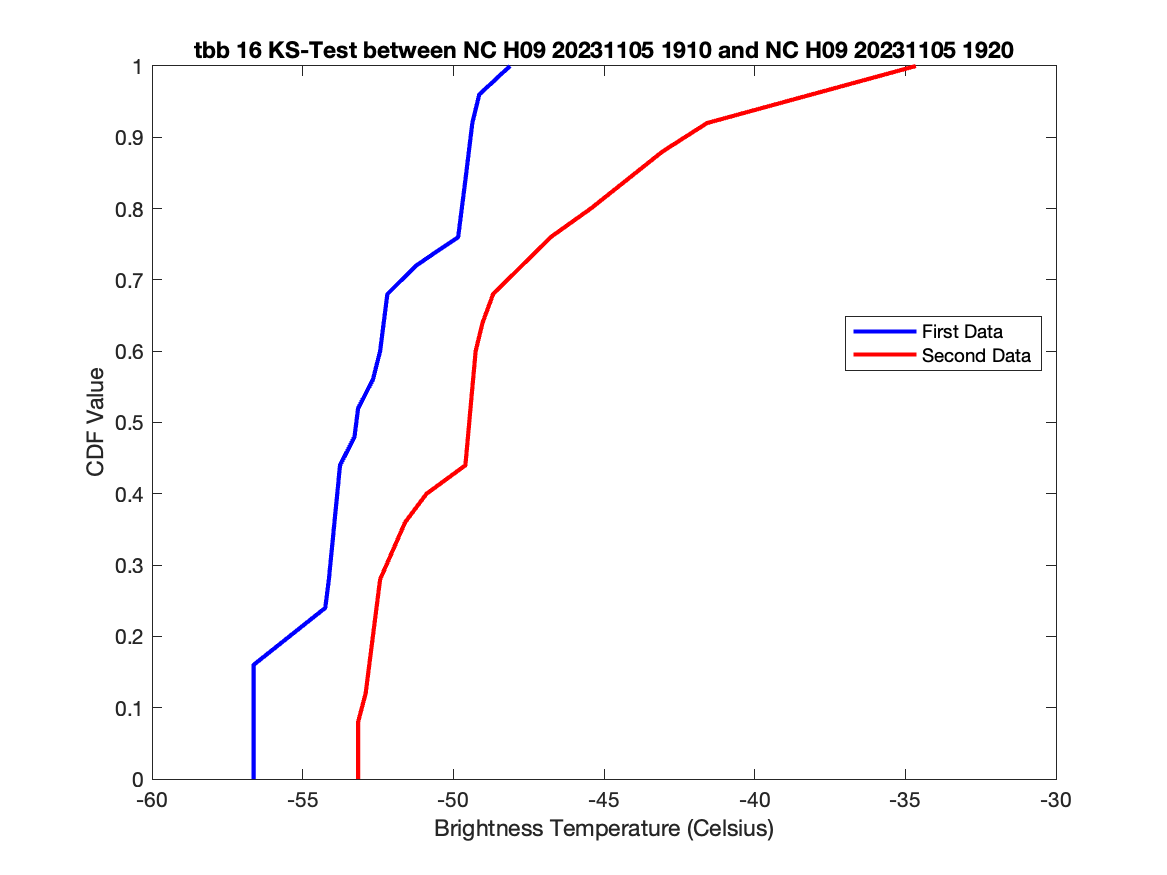 tbb 16 KS-Test between NC H09 20231105 1910 and NC H09 20231105 1920
1
0.9
0.8
0.7
0.6
0.5
0.4
0.3
0.2
0.1
0
CDF Value
First Data
Second Data
-60 -55 -50 -45 -40 -35 -30
Brightness Temperature (Celsius)